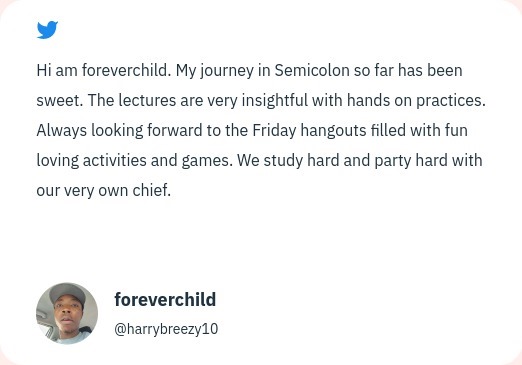 Hi am foreverchild. My journey in Semicolon so far has been
sweet. The lectures are very insightful with hands on practices.
Always looking forward to the Friday hangouts filled with fun
loving activities and games. We study hard and party hard with
our very own chief.
foreverchild
@harrybreezy10